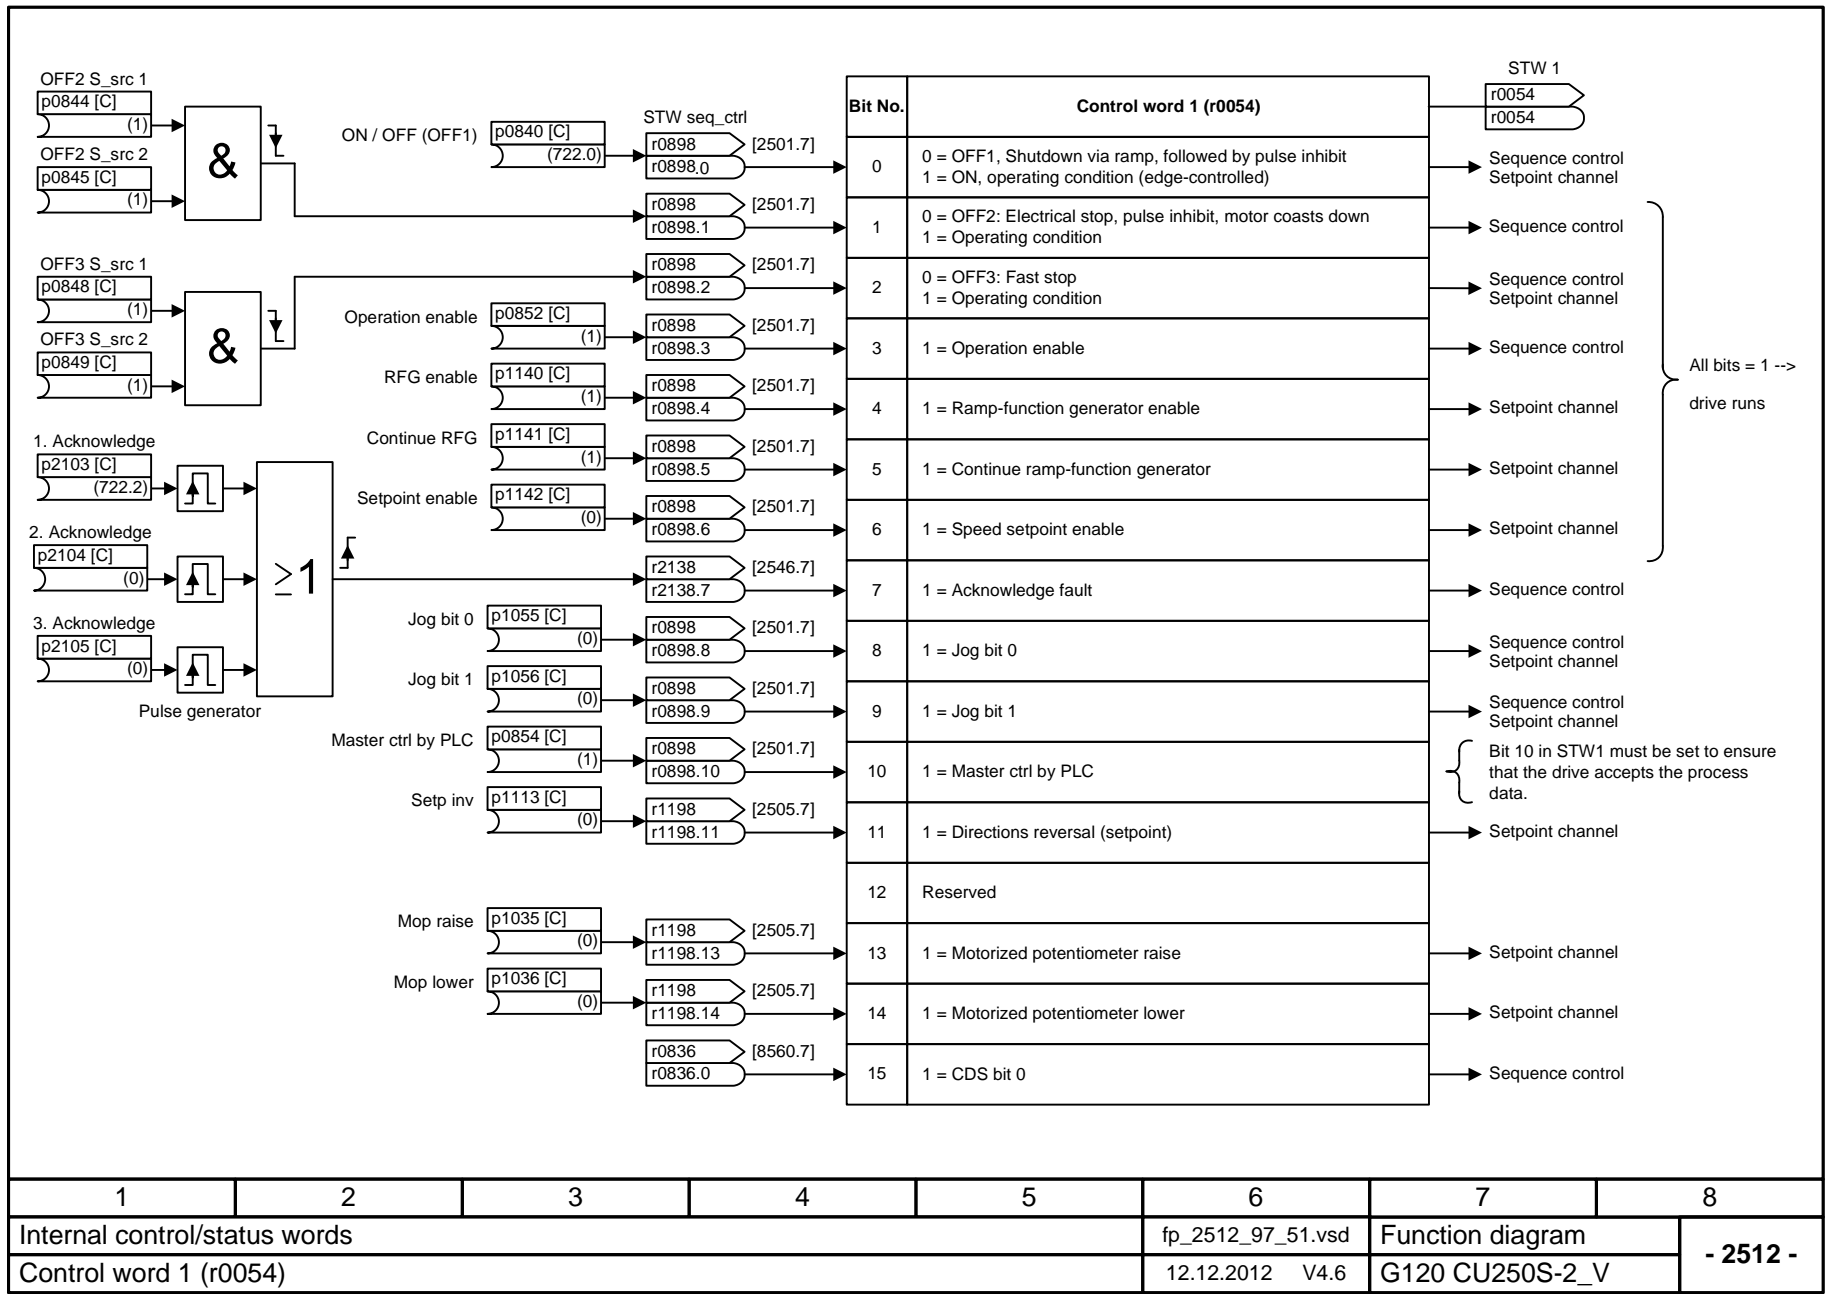 OFF2 S_src 1
p0844 [C]
(1)
OFF2 S_src 2
p0845 [C]
(1)
&
OFF3 S_src 1
p0848 [C]
(1)
OFF3 S_src 2
p0849 [C]
(1)
&
1. Acknowledge
p2103 [C]
(722.2)
2. Acknowledge
p2104 [C]
(0)
3. Acknowledge
p2105 [C]
(0)
≥1
Pulse generator
STW seq_ctrl
ON / OFF (OFF1)
p0840 [C]
(722.0)
r0898
[2501.7]
r0898.0
r0898
[2501.7]
r0898.1
r0898
[2501.7]
r0898.2
Operation enable
p0852 [C]
(1)
r0898
[2501.7]
r0898.3
RFG enable
p1140 [C]
(1)
r0898
[2501.7]
r0898.4
Continue RFG
p1141 [C]
(1)
r0898
[2501.7]
r0898.5
Setpoint enable
p1142 [C]
(0)
r0898
[2501.7]
r0898.6
r2138
[2546.7]
r2138.7
Jog bit 0
p1055 [C]
(0)
r0898
[2501.7]
r0898.8
Jog bit 1
p1056 [C]
(0)
r0898
[2501.7]
r0898.9
Master ctrl by PLC
p0854 [C]
(1)
r0898
[2501.7]
r0898.10
Setp inv
p1113 [C]
(0)
r1198
[2505.7]
r1198.11
Mop raise
p1035 [C]
(0)
r1198
[2505.7]
r1198.13
Mop lower
p1036 [C]
(0)
r1198
[2505.7]
r1198.14
r0836
[8560.7]
r0836.0
Bit No. Control word 1 (r0054)
STW 1
r0054
r0054
0
0 = OFF1, Shutdown via ramp, followed by pulse inhibit
1 = ON, operating condition (edge-controlled)
Sequence control
Setpoint channel
1
0 = OFF2: Electrical stop, pulse inhibit, motor coasts down
1 = Operating condition
Sequence control
2
0 = OFF3: Fast stop
1 = Operating condition
Sequence control
Setpoint channel
3 1 = Operation enable Sequence control
4 1 = Ramp-function generator enable Setpoint channel
5 1 = Continue ramp-function generator Setpoint channel
6 1 = Speed setpoint enable Setpoint channel
All bits = 1 -->
drive runs
7 1 = Acknowledge fault Sequence control
8 1 = Jog bit 0
Sequence control
Setpoint channel
9 1 = Jog bit 1
Sequence control
Setpoint channel
10 1 = Master ctrl by PLC
Bit 10 in STW1 must be set to ensure
that the drive accepts the process
data.
11 1 = Directions reversal (setpoint) Setpoint channel
12 Reserved
13 1 = Motorized potentiometer raise Setpoint channel
14 1 = Motorized potentiometer lower Setpoint channel
15 1 = CDS bit 0 Sequence control
1 2 3 4 5 6 7 8
Internal control/status words fp_2512_97_51.vsd Function diagram
- 2512 -
Control word 1 (r0054) 12.12.2012 V4.6 G120 CU250S-2_V